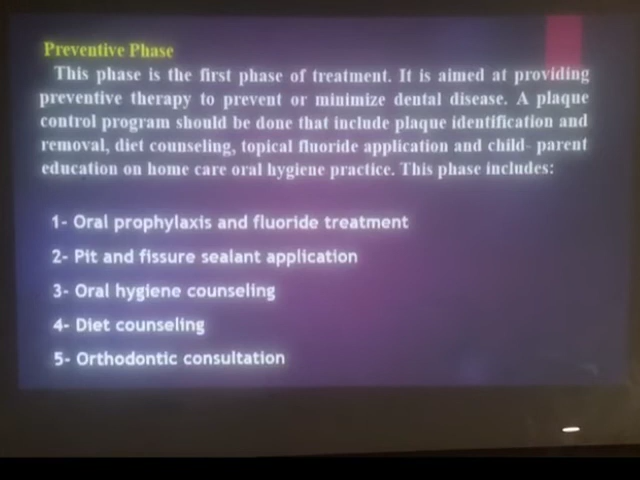 Preventive Phase
This phase is the first phase of treatment. It is aimed at providing
preventive therapy to prevent or minimize dental disease. A plaque
control program should be done that include plaque identification and
removal, diet counseling, topical fluoride application and child- parent
education on home care oral hygiene practice. This phase includes:
1- Oral prophylaxis and fluoride treatment
2- Pit and fissure sealant application
3- Oral hygiene counseling
4- Diet counseling
5- Orthodontic consultation